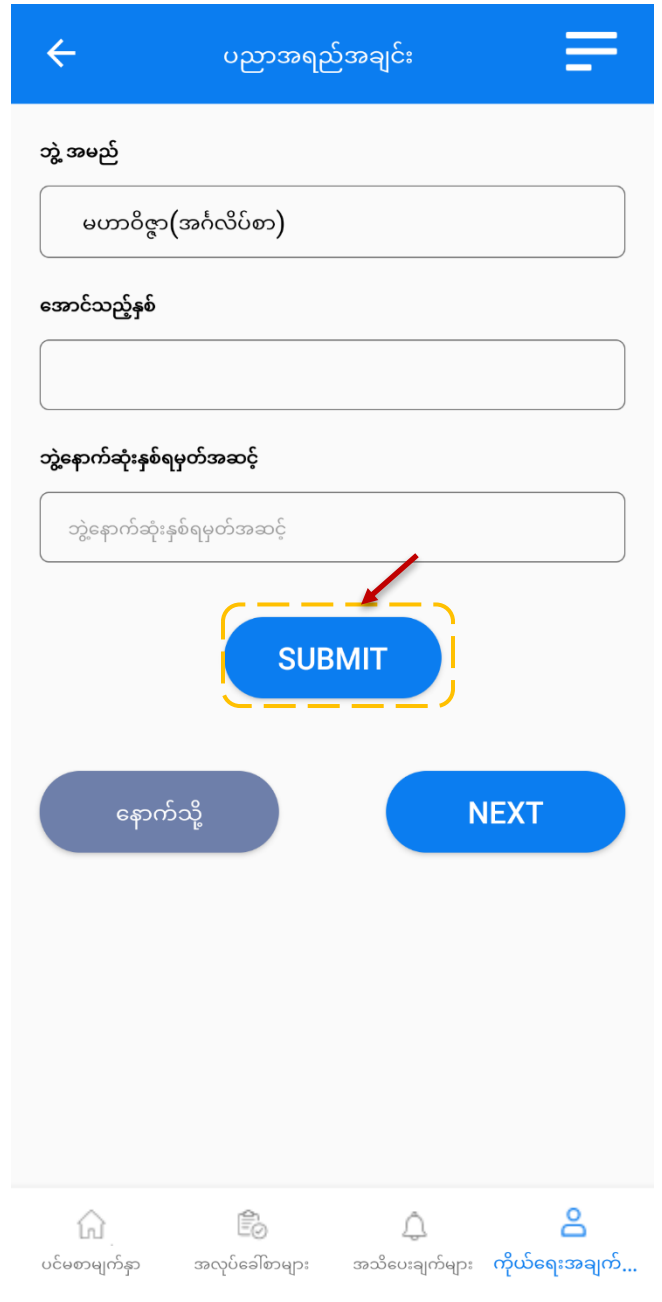 ပညာအရည်အချင်း
ဘွဲ့ အမည်
မဟာဝိဇ္ဇာ(အင်္ဂလိပ်စာ)
အောင်သည့်နှစ်
ဘွဲ့နောက်ဆုံးနှစ်ရမှတ်အဆင့်
ဘွဲ့နောက်ဆုံးနှစ်ရမှတ်အဆင့်
SUBMIT
နောက်သို့
NEXT
ပင်မစာမျက်နှာ
အလုပ်ခေါ်စာများ
အသိပေးချက်များ
ကိုယ်ရေးအချက်...